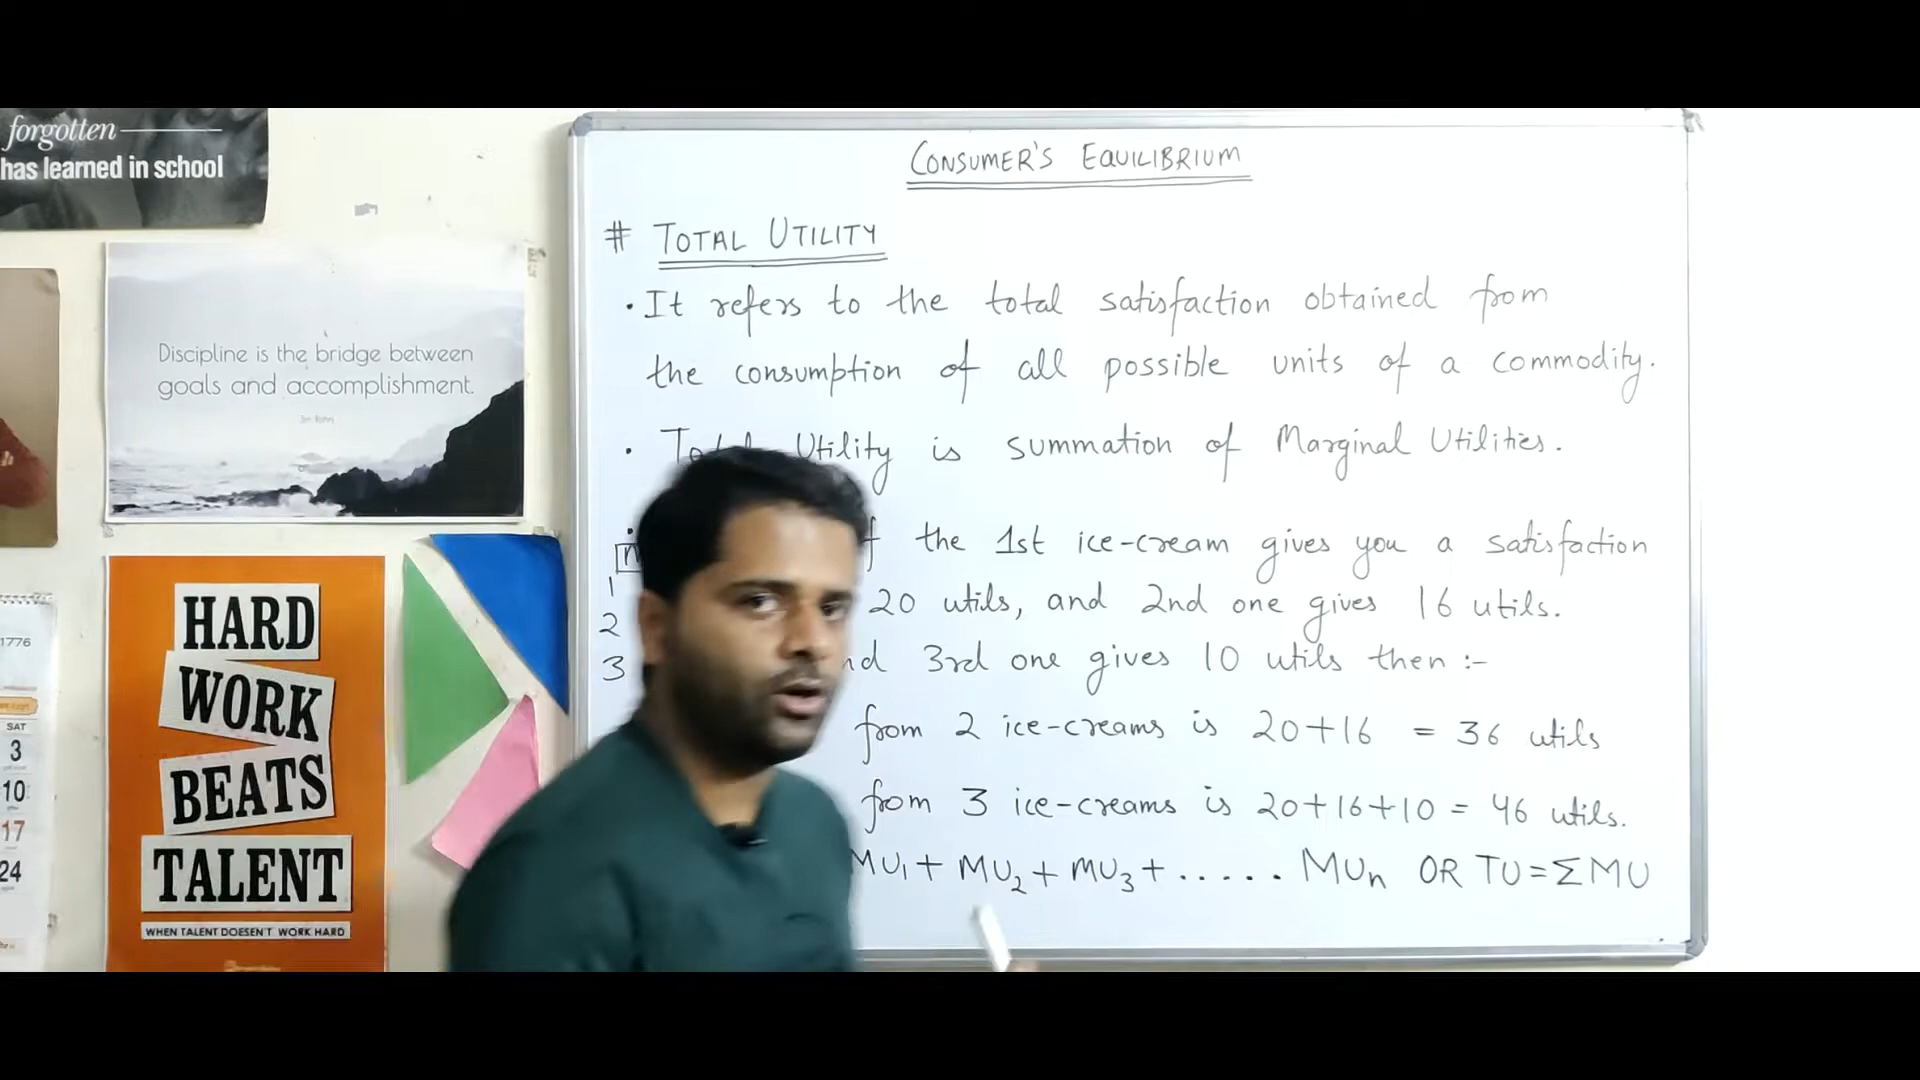 forgotten
has learned in school
Discipline is the bridge between
goals and accomplishment.
HARD
WORK
BEATS
TALENT
WHEN TALENT DOESEN'T WORK HARD
1776
SAT
3
10
17
24
CONSUMER'S EQUILIBRIUM
# TOTAL UTILITY
• It refers to the total satisfaction obtained from
the consumption of all possible units of a commodity.
• Total Utility is summation of Marginal Utilities.
the 1st ice-cream gives you a satisfaction
1
20 utils, and 2nd one gives 16 utils.
2
3rd one gives 10 utils then :-
3
from 2 ice-creams is 20+16 = 36 utils
from 3 ice-creams is 20+16+10 = 46 utils.
MU1 + MU2 + MU3 + ..... MUn OR TU = Σ MU